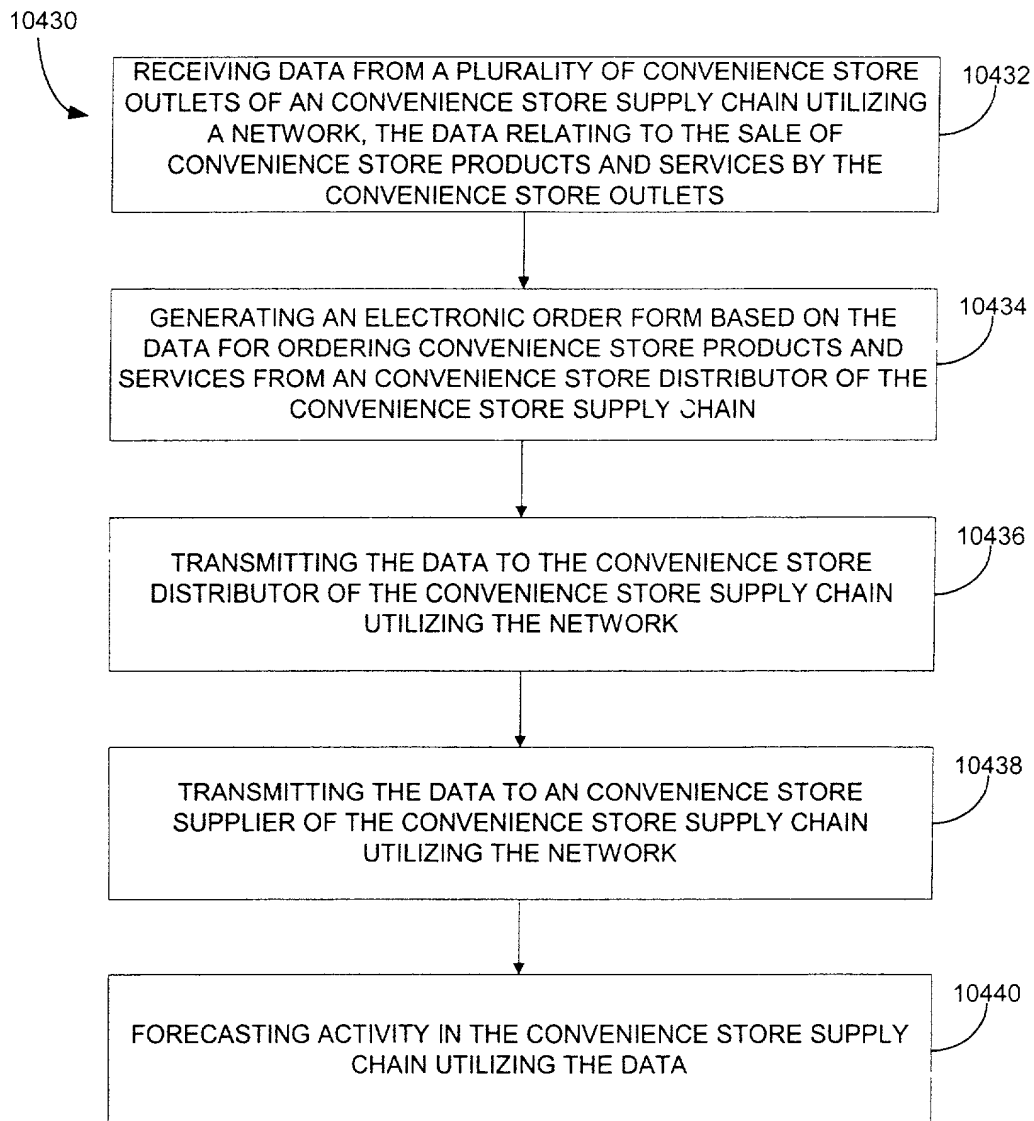 10430
RECEIVING DATA FROM A PLURALITY OF CONVENIENCE STORE
OUTLETS OF AN CONVENIENCE STORE SUPPLY CHAIN UTILIZING
A NETWORK, THE DATA RELATING TO THE SALE OF
CONVENIENCE STORE PRODUCTS AND SERVICES BY THE
CONVENIENCE STORE OUTLETS
10432
GENERATING AN ELECTRONIC ORDER FORM BASED ON THE
DATA FOR ORDERING CONVENIENCE STORE PRODUCTS AND
SERVICES FROM AN CONVENIENCE STORE DISTRIBUTOR OF THE
CONVENIENCE STORE SUPPLY CHAIN
10434
TRANSMITTING THE DATA TO THE CONVENIENCE STORE
DISTRIBUTOR OF THE CONVENIENCE STORE SUPPLY CHAIN
UTILIZING THE NETWORK
10436
TRANSMITTING THE DATA TO AN CONVENIENCE STORE
SUPPLIER OF THE CONVENIENCE STORE SUPPLY CHAIN
UTILIZING THE NETWORK
10438
FORECASTING ACTIVITY IN THE CONVENIENCE STORE SUPPLY
CHAIN UTILIZING THE DATA
10440